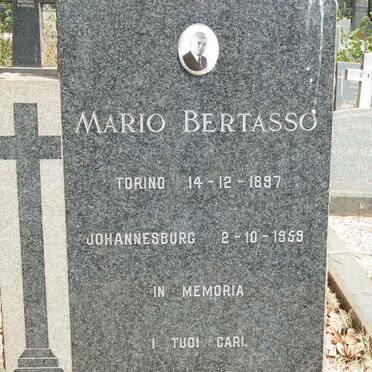 MARIO BERTASSO
TORINO 14-12-1897
JOHANNESBURG 2-10-1959
IN MEMORIA
I TUOI CARI.